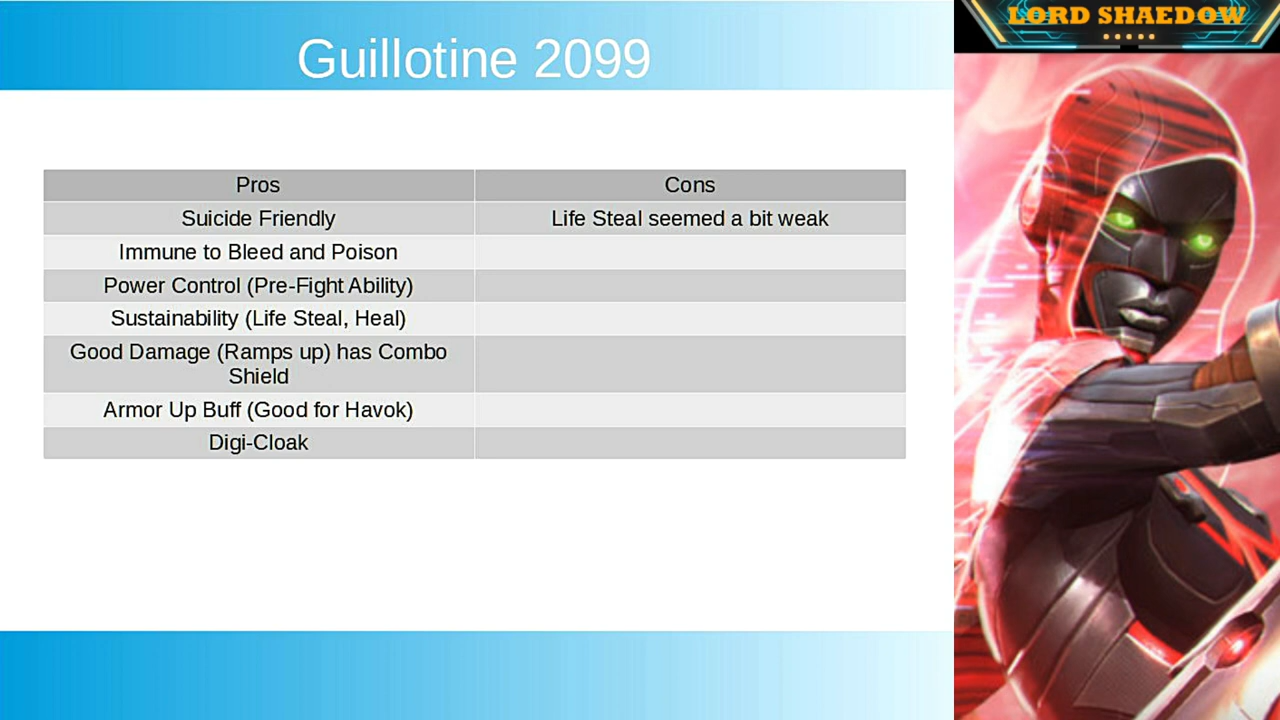 Guillotine 2099
LORD SHAEDOW
Pros
Cons
Suicide Friendly
Life Steal seemed a bit weak
Immune to Bleed and Poison
Power Control (Pre-Fight Ability)
Sustainability (Life Steal, Heal)
Good Damage (Ramps up) has Combo
Shield
Armor Up Buff (Good for Havok)
Digi-Cloak